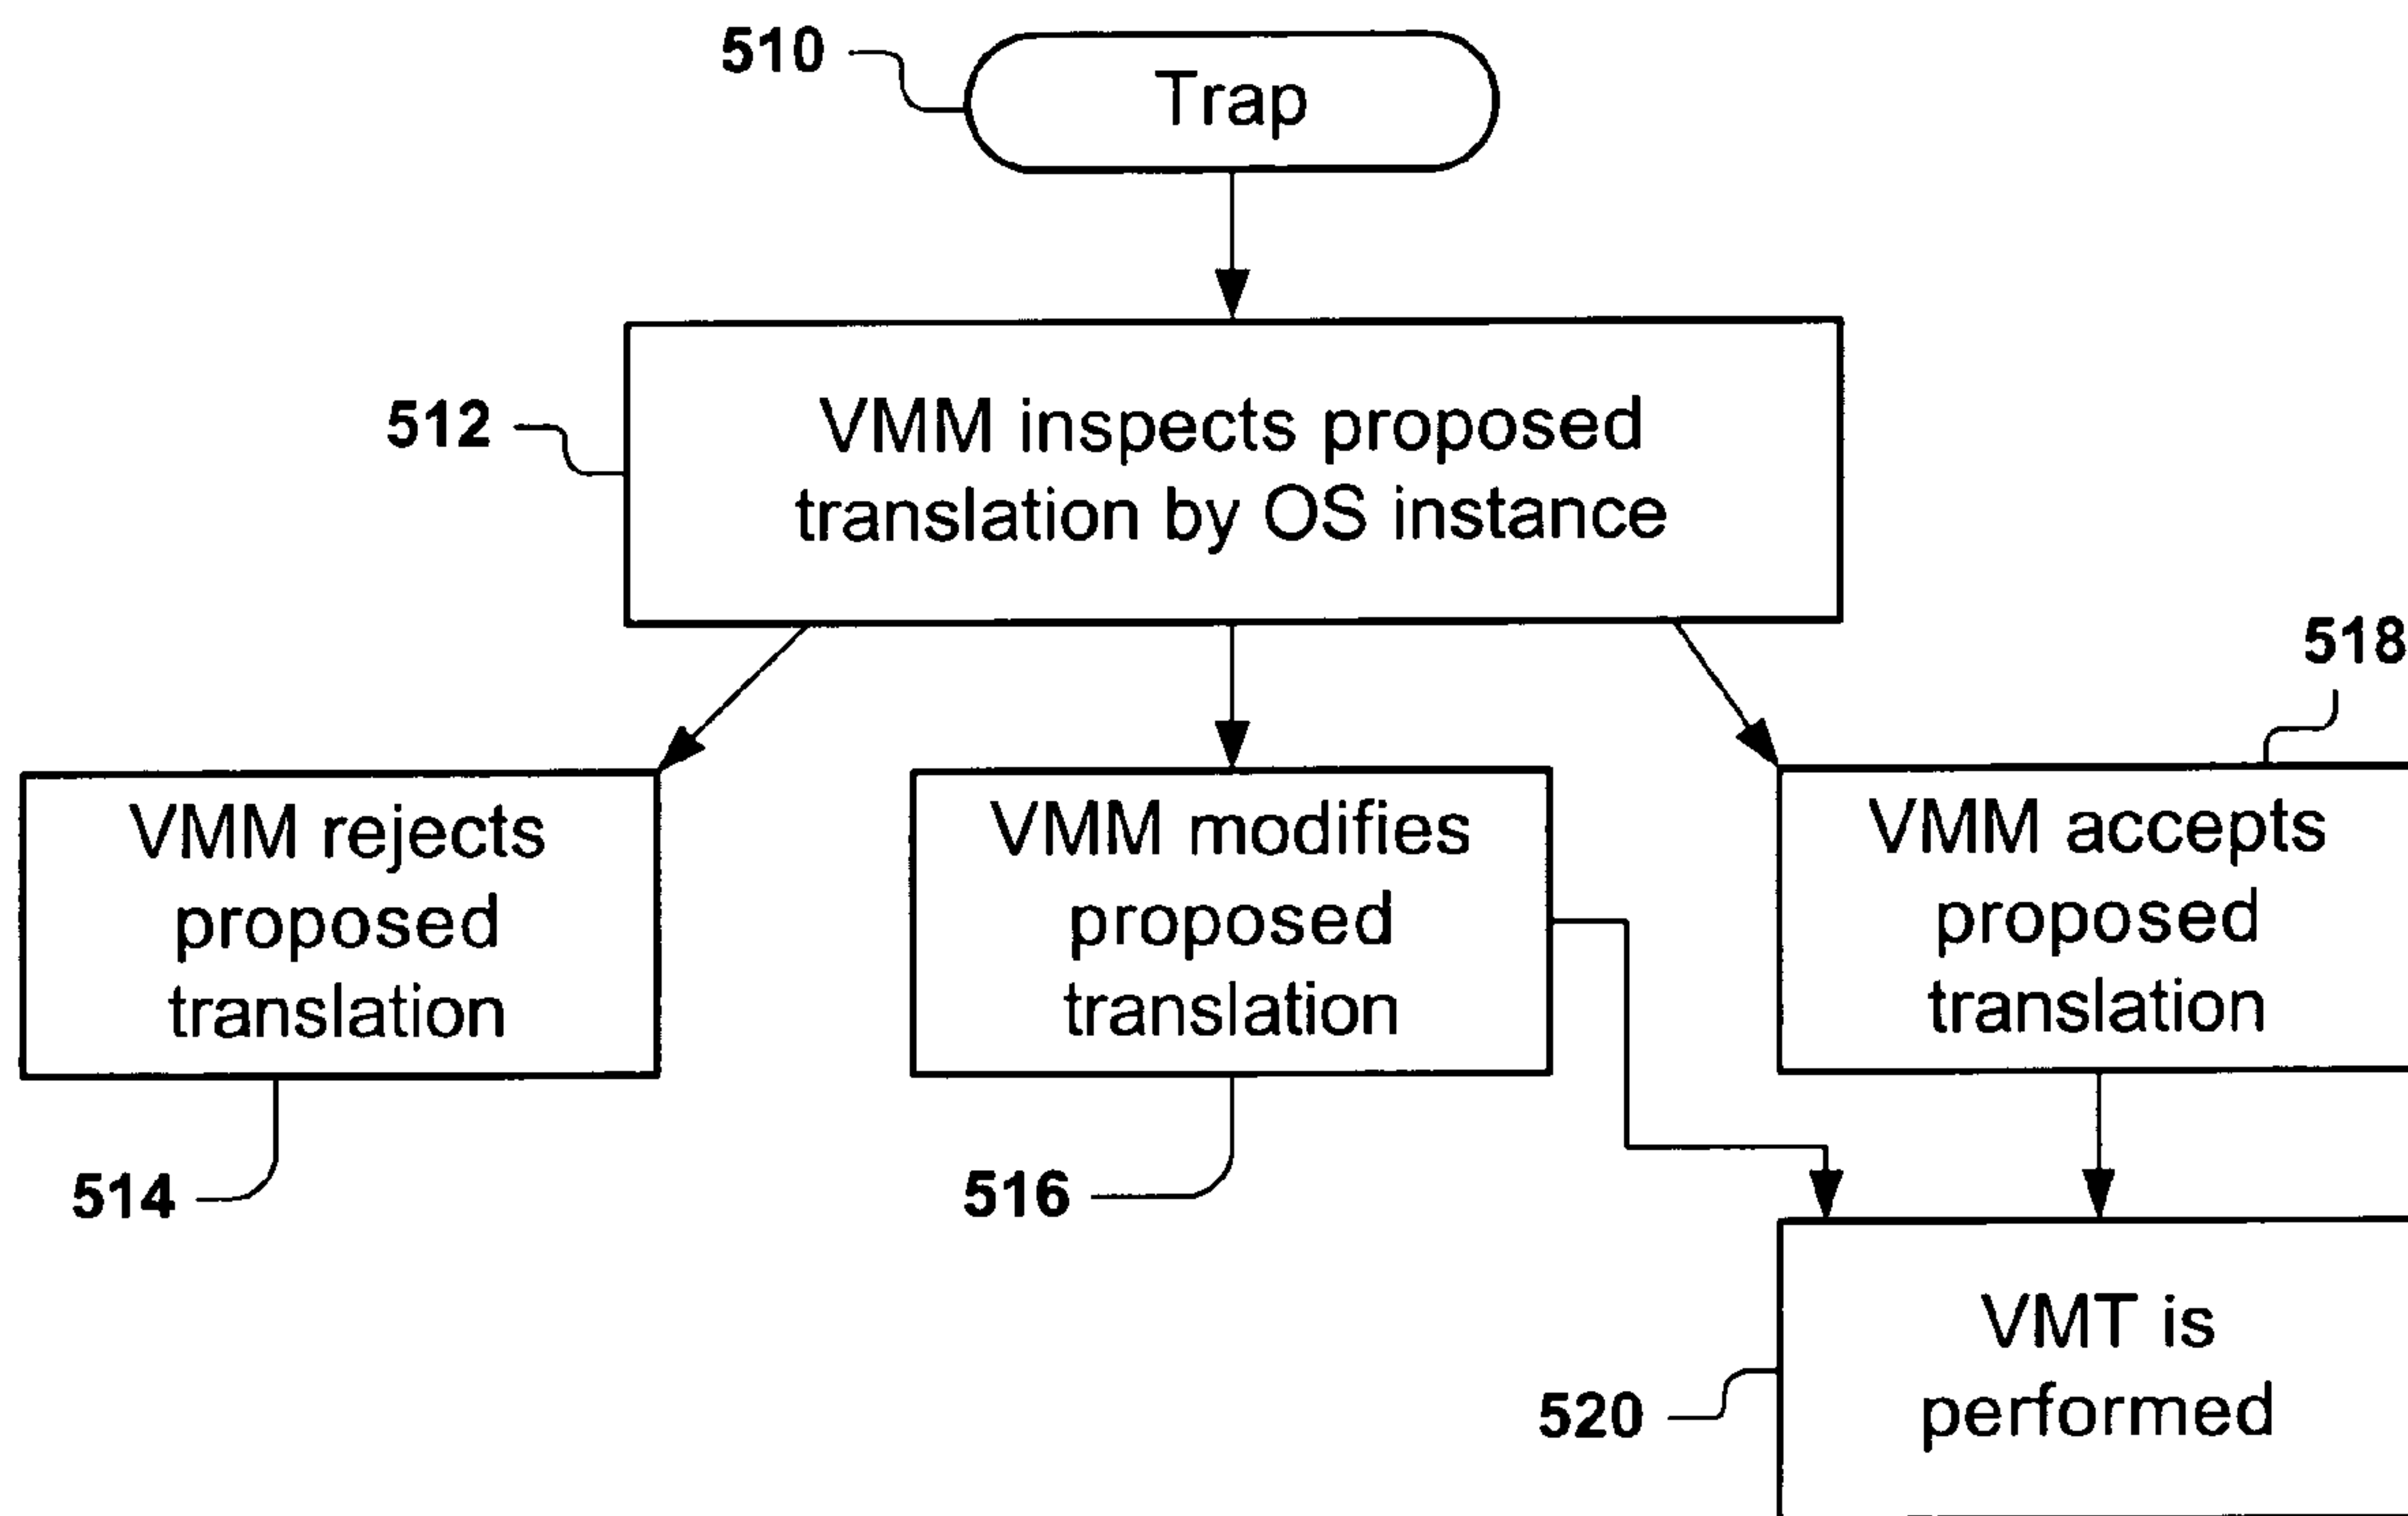 510
Trap
512
VMM inspects proposed
translation by OS instance
518
VMM rejects
proposed
translation
VMM modifies
proposed
translation
VMM accepts
proposed
translation
514
516
VMT is
performed
520